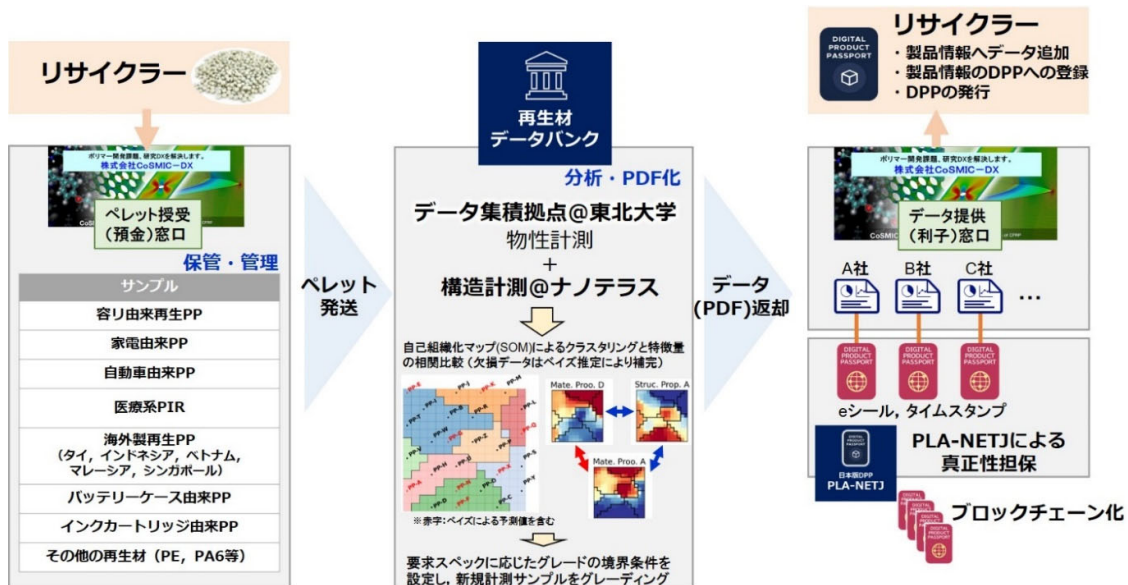 リサイクラー
ポリマー開発課題、研究DXを解決します。
株式会社CoSMIC－DX
ペレット授受
(預金)窓口
保管・管理
サンプル
容リ由来再生PP
家電由来PP
自動車由来PP
医療系PIR
海外製再生PP
(タイ, インドネシア, ベトナム,
マレーシア, シンガポール)
バッテリーケース由来PP
インクカートリッジ由来PP
その他の再生材（PE, PA6等）
ペレット
発送
再生材
データバンク
分析・PDF化
データ集積拠点@東北大学
物性計測
+
構造計測@ナノテラス
自己組織化マップ(SOM)によるクラスタリングと特徴量
の相関比較 (欠損データはベイズ推定により補完)
Mate. Proo. D
Struc. Prop. A
Mate. Prop. A
※赤字：ベイズによる予測値を含む
要求スペックに応じたグレードの境界条件を
設定し, 新規計測サンプルをグレーディング
データ
(PDF)返却
DIGITAL
PRODUCT
PASSPORT
リサイクラー
・製品情報へデータ追加
・製品情報のDPPへの登録
・DPPの発行
ポリマー開発課題、研究DXを解決します。
株式会社CoSMIC－DX
データ提供
(利子)窓口
A社
B社
C社
…
DIGITAL
PRODUCT
PASSPORT
DIGITAL
PRODUCT
PASSPORT
DIGITAL
PRODUCT
PASSPORT
eシール, タイムスタンプ
日本版DPP
PLA-NETJ
PLA-NETJによる
真正性担保
ブロックチェーン化